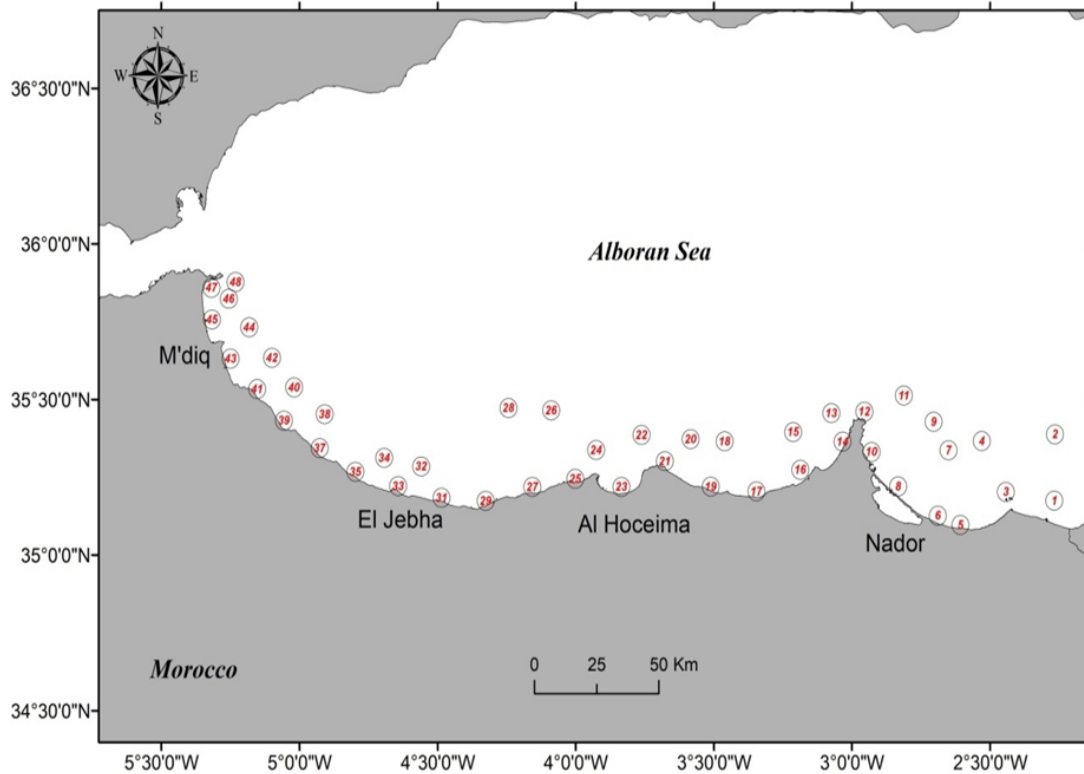 N
W E
S
36°30'0"N
36°0'0"N
35°30'0"N
35°0'0"N
34°30'0"N
Alboran Sea
47 48
46
45 44
M'diq
43 42
41 40
39 38
37
34 32
35 33 31 29
El Jebha
28 26
27 25 24 23
22 21 20 18
19 17
Al Hoceima
15 16
13 12 14
11 9
10 8
7 4 2
6 5 3 1
Nador
Morocco
0 25 50 Km
5°30'0"W 5°0'0"W 4°30'0"W 4°0'0"W 3°30'0"W 3°0'0"W 2°30'0"W